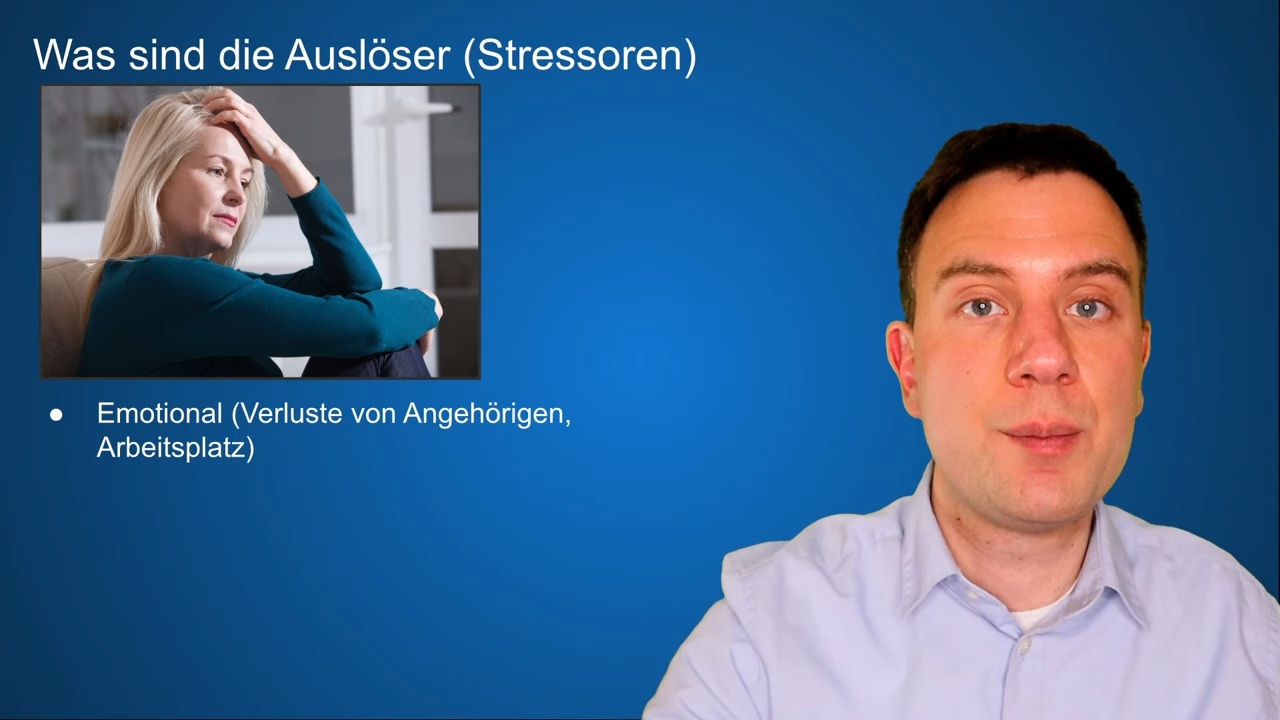 Was sind die Auslöser (Stressoren)
● Emotional (Verluste von Angehörigen,
Arbeitsplatz)